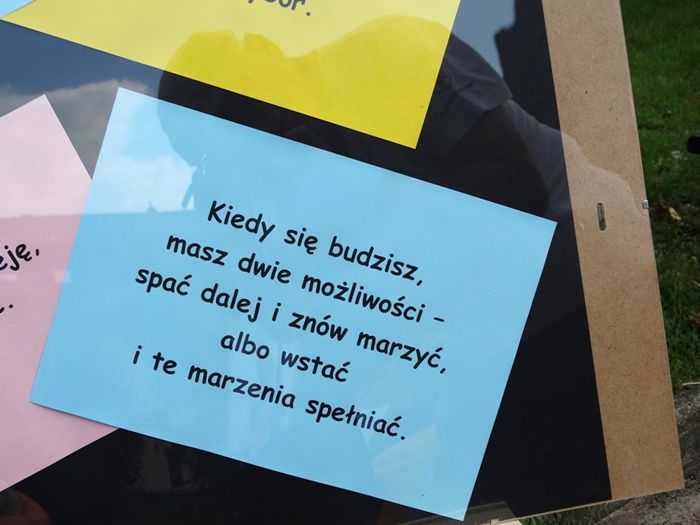 Kiedy się budzisz,
masz dwie możliwości –
spać dalej i znów marzyć,
albo wstać
i te marzenia spełniać.